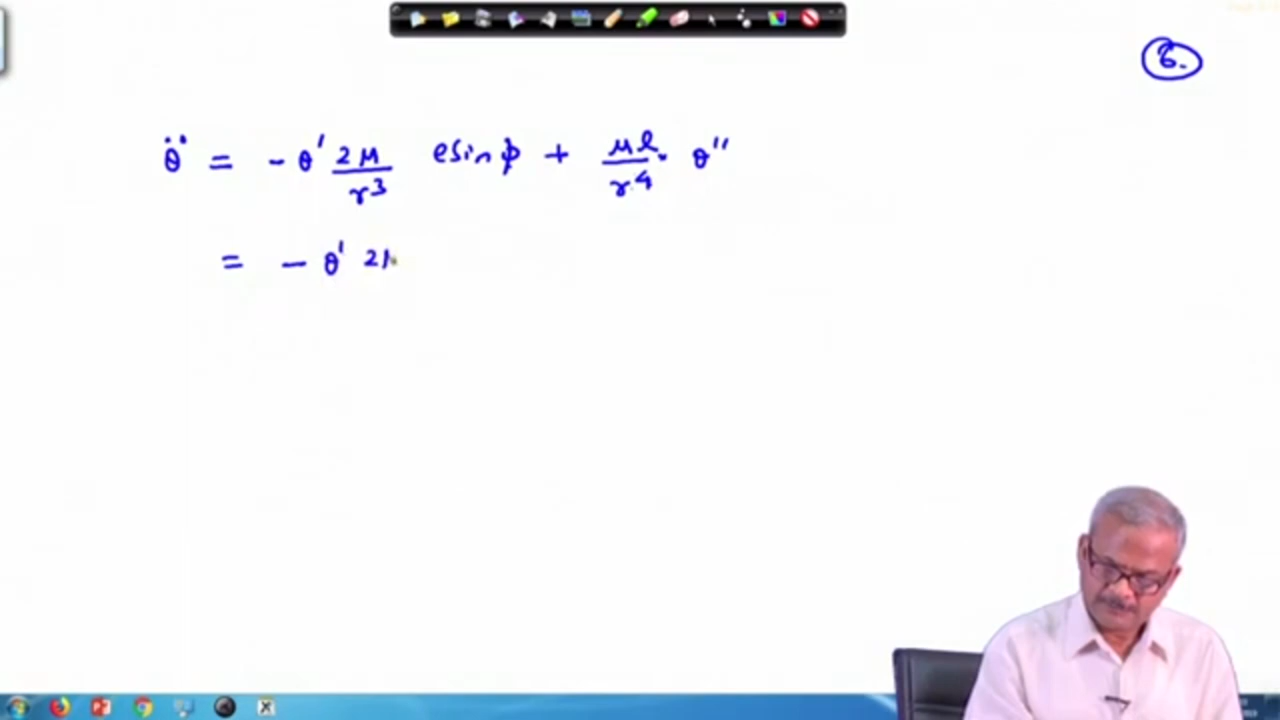 6.
θ̈ = - θ' 2μ/r³ e sin φ + μl/r⁴ · θ''
= - θ' 2